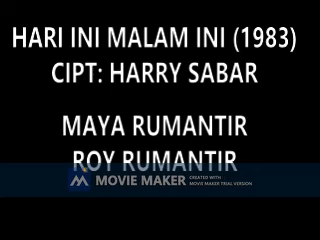 HARI INI MALAM INI (1983)
CIPT: HARRY SABAR
MAYA RUMANTIR
ROY RUMANTIR
MOVIE MAKER
CREATED WITH
MOVIE MAKER TRIAL VERSION